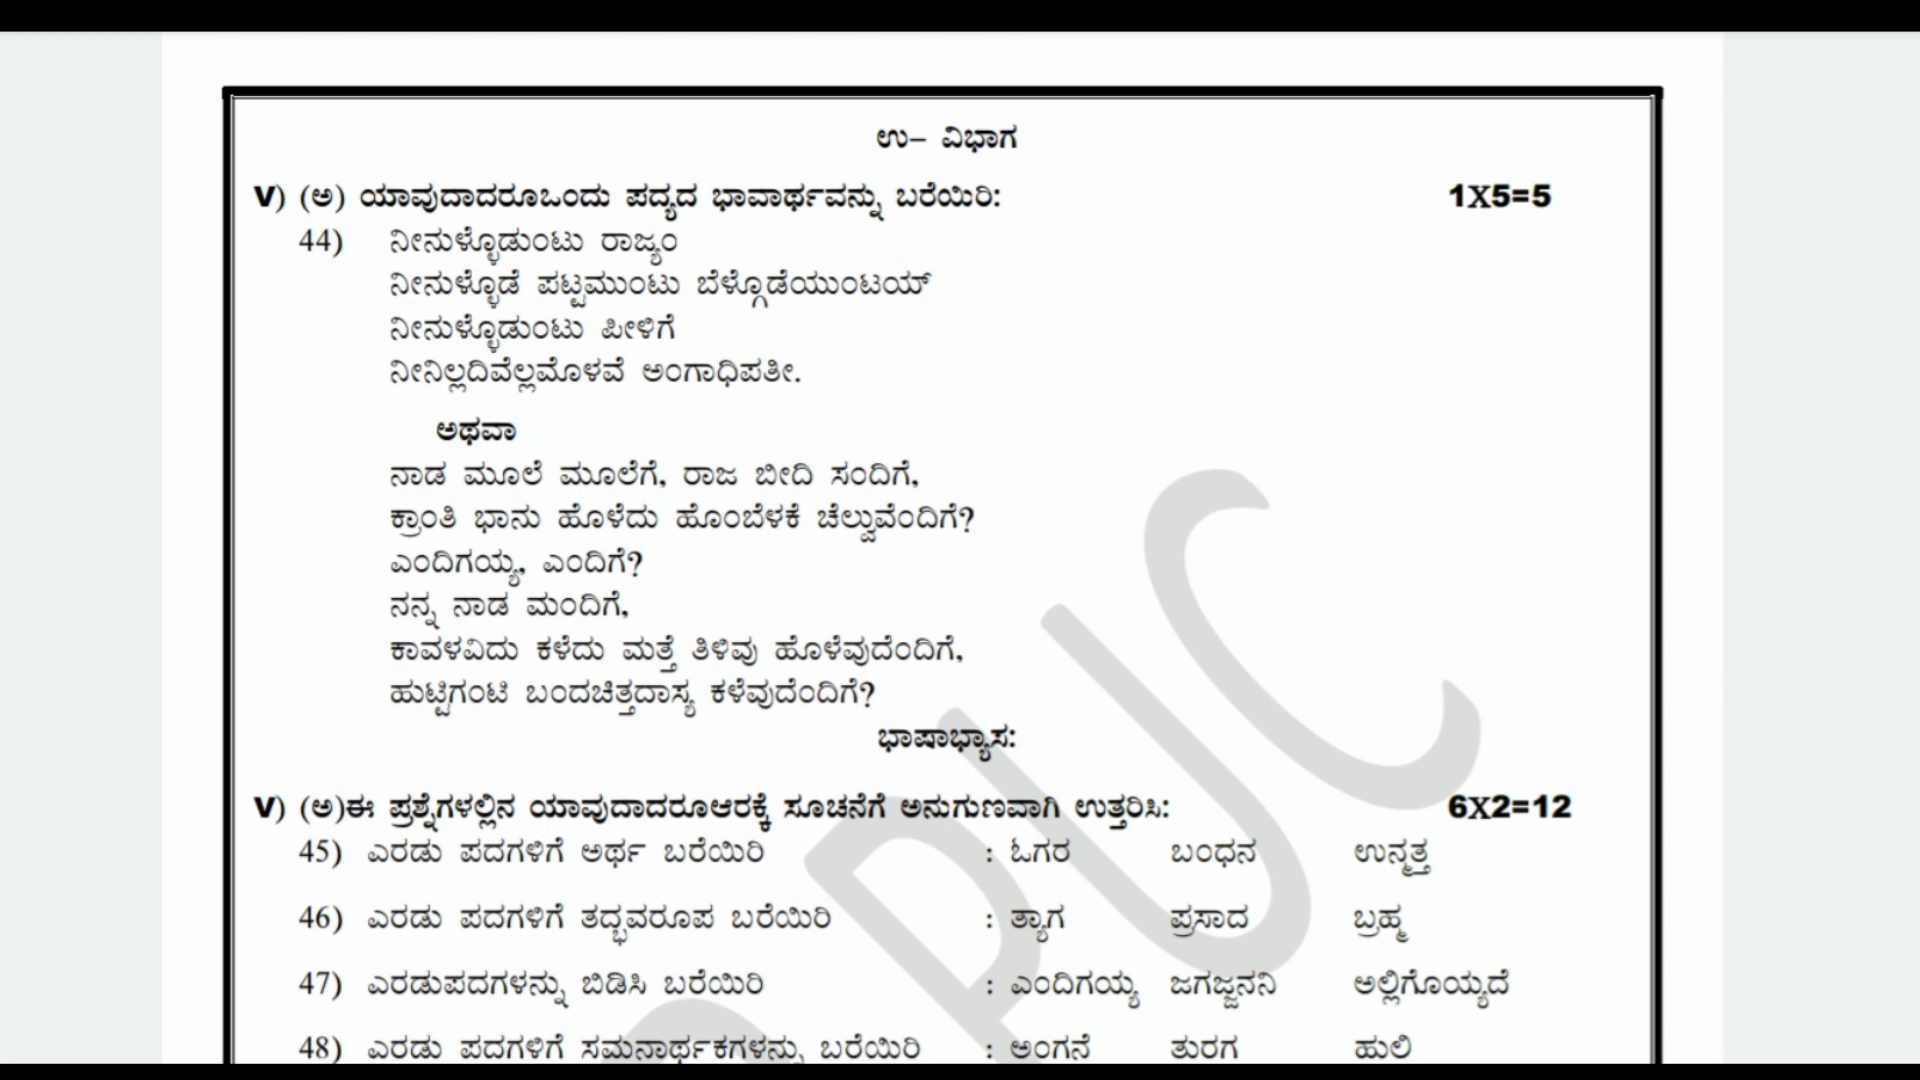 ಉ– ವಿಭಾಗ
V) (ಅ) ಯಾವುದಾದರೂಒಂದು ಪದ್ಯದ ಭಾವಾರ್ಥವನ್ನು ಬರೆಯಿರಿ: 1X5=5
44) ನೀನುಳ್ಳೊಡುಂಟು ರಾಜ್ಯಂ
ನೀನುಳ್ಳೊಡೆ ಪಟ್ಟಮುಂಟು ಬೆಳ್ಗೊಡೆಯುಂಟಯ್
ನೀನುಳ್ಳೊಡುಂಟು ಪೀಳಿಗೆ
ನೀನಿಲ್ಲದಿವೆಲ್ಲಮೊಳವೆ ಅಂಗಾಧಿಪತೀ.
ಅಥವಾ
ನಾಡ ಮೂಲೆ ಮೂಲೆಗೆ, ರಾಜ ಬೀದಿ ಸಂದಿಗೆ,
ಕ್ರಾಂತಿ ಭಾನು ಹೊಳೆದು ಹೊಂಬೆಳಕೆ ಚೆಲ್ವುವೆಂದಿಗೆ?
ಎಂದಿಗಯ್ಯ, ಎಂದಿಗೆ?
ನನ್ನ ನಾಡ ಮಂದಿಗೆ,
ಕಾವಳವಿದು ಕಳೆದು ಮತ್ತೆ ತಿಳಿವು ಹೊಳೆವುದೆಂದಿಗೆ,
ಹುಟ್ಟಿಗಂಟಿ ಬಂದಚಿತ್ತದಾಸ್ಯ ಕಳೆವುದೆಂದಿಗೆ?
ಭಾಷಾಭ್ಯಾಸ:
V) (ಅ)ಈ ಪ್ರಶ್ನೆಗಳಲ್ಲಿನ ಯಾವುದಾದರೂಆರಕ್ಕೆ ಸೂಚನೆಗೆ ಅನುಗುಣವಾಗಿ ಉತ್ತರಿಸಿ: 6X2=12
45) ಎರಡು ಪದಗಳಿಗೆ ಅರ್ಥ ಬರೆಯಿರಿ : ಓಗರ ಬಂಧನ ಉನ್ಮತ್ತ
46) ಎರಡು ಪದಗಳಿಗೆ ತದ್ಭವರೂಪ ಬರೆಯಿರಿ : ತ್ಯಾಗ ಪ್ರಸಾದ ಬ್ರಹ್ಮ
47) ಎರಡುಪದಗಳನ್ನು ಬಿಡಿಸಿ ಬರೆಯಿರಿ : ಎಂದಿಗಯ್ಯ ಜಗಜ್ಜನನಿ ಅಲ್ಲಿಗೊಯ್ಯದೆ
48) ಎರಡು ಪದಗಳಿಗೆ ಸಮನಾರ್ಥಕಗಳನ್ನು ಬರೆಯಿರಿ : ಅಂಗನೆ ತುರಗ ಹುಲಿ
PUC